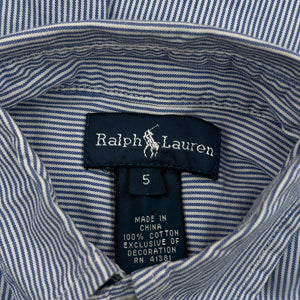 Ralph Lauren
5
MADE IN
CHINA
100% COTTON
EXCLUSIVE OF
DECORATION
RN 41381